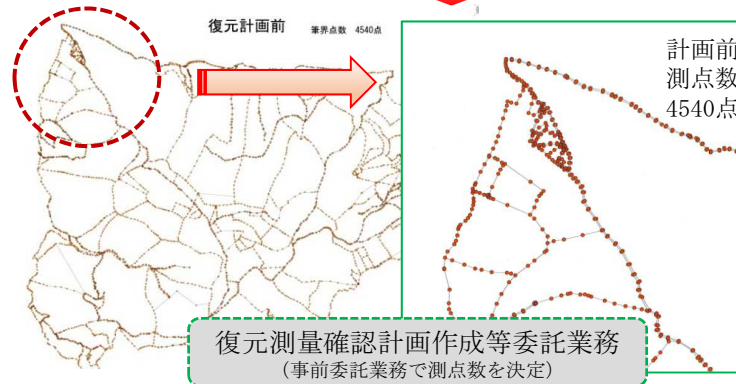 復元計画前 筆界点数 4540点
計画前
測点数
4540点
復元測量確認計画作成等委託業務
(事前委託業務で測点数を決定)